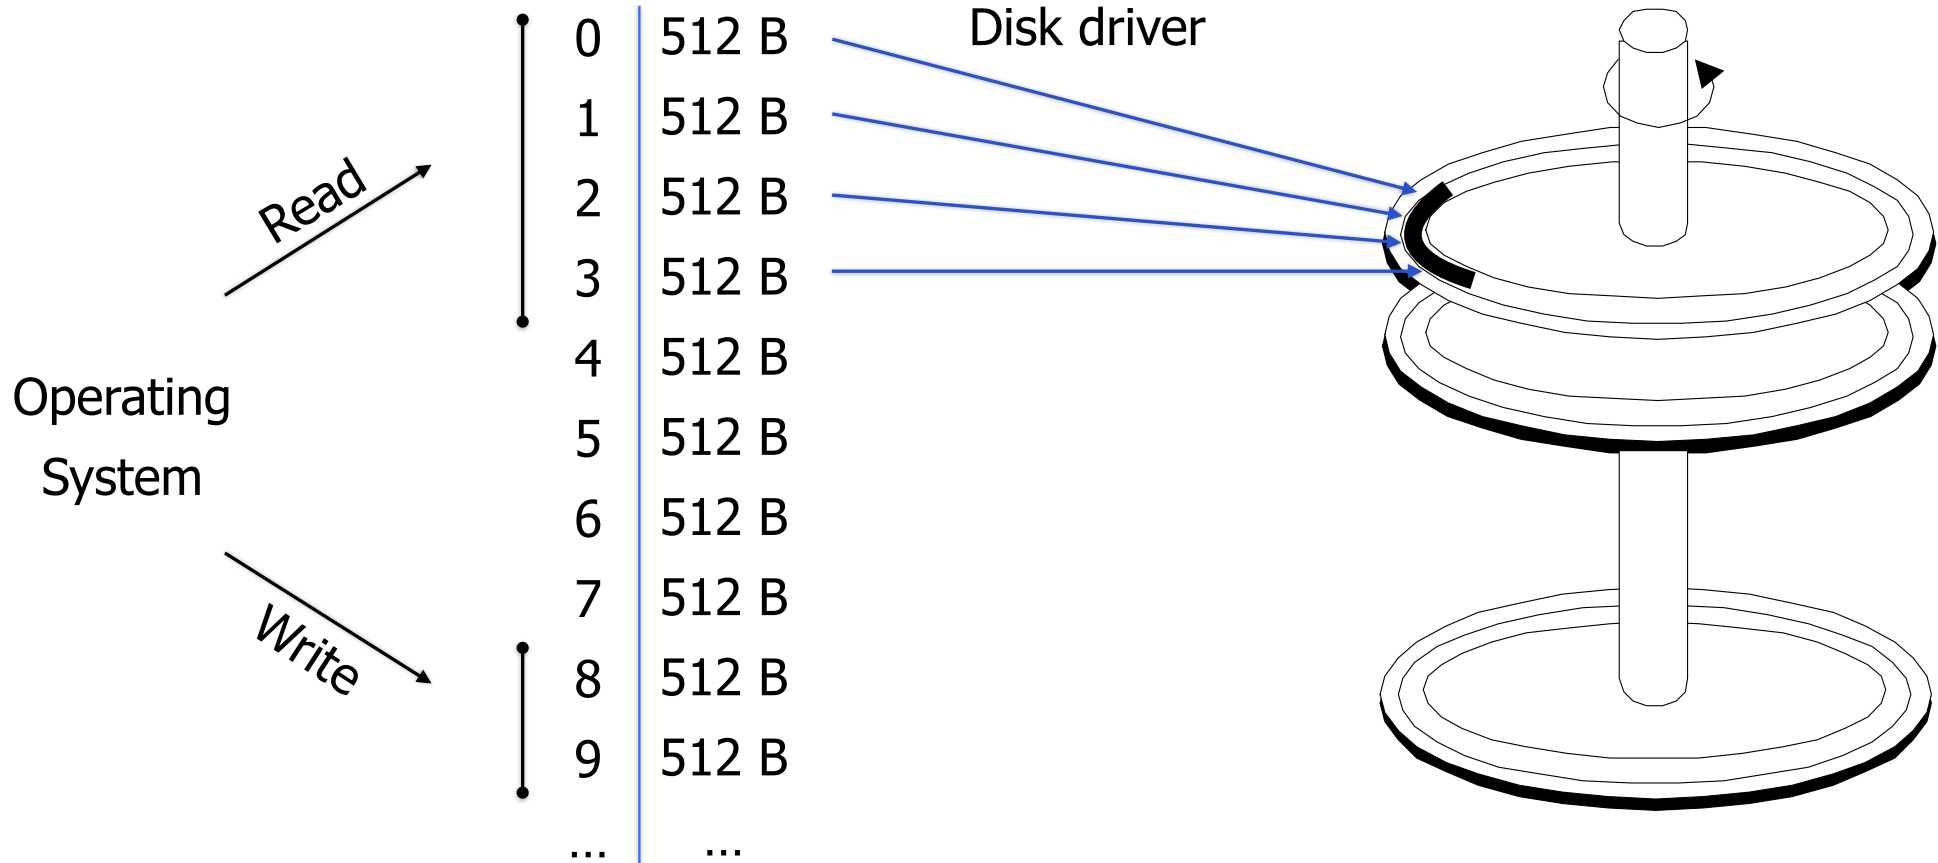 Disk driver
0 512 B
1 512 B
2 512 B
3 512 B
4 512 B
5 512 B
6 512 B
7 512 B
8 512 B
9 512 B
... ...
Read
Operating
System
Write